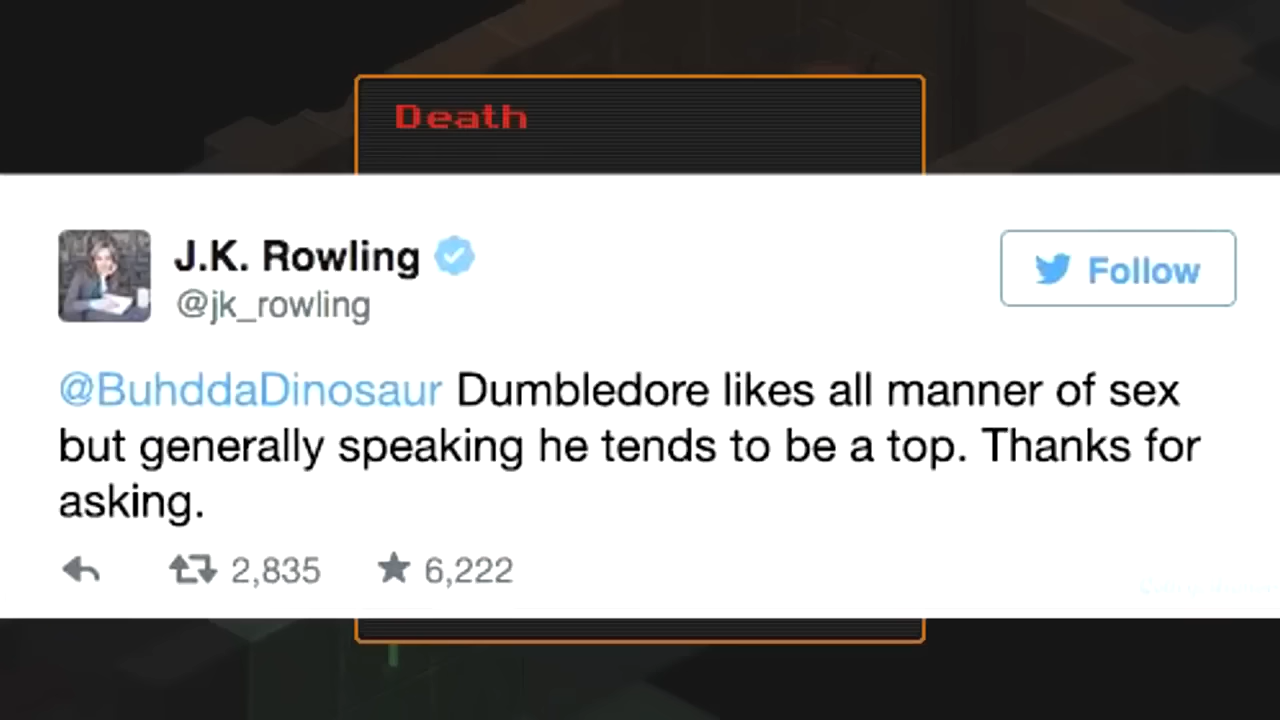 Death
J.K. Rowling
@jk_rowling
Follow
@BuhddaDinosaur Dumbledore likes all manner of sex
but generally speaking he tends to be a top. Thanks for
asking.
2,835 6,222